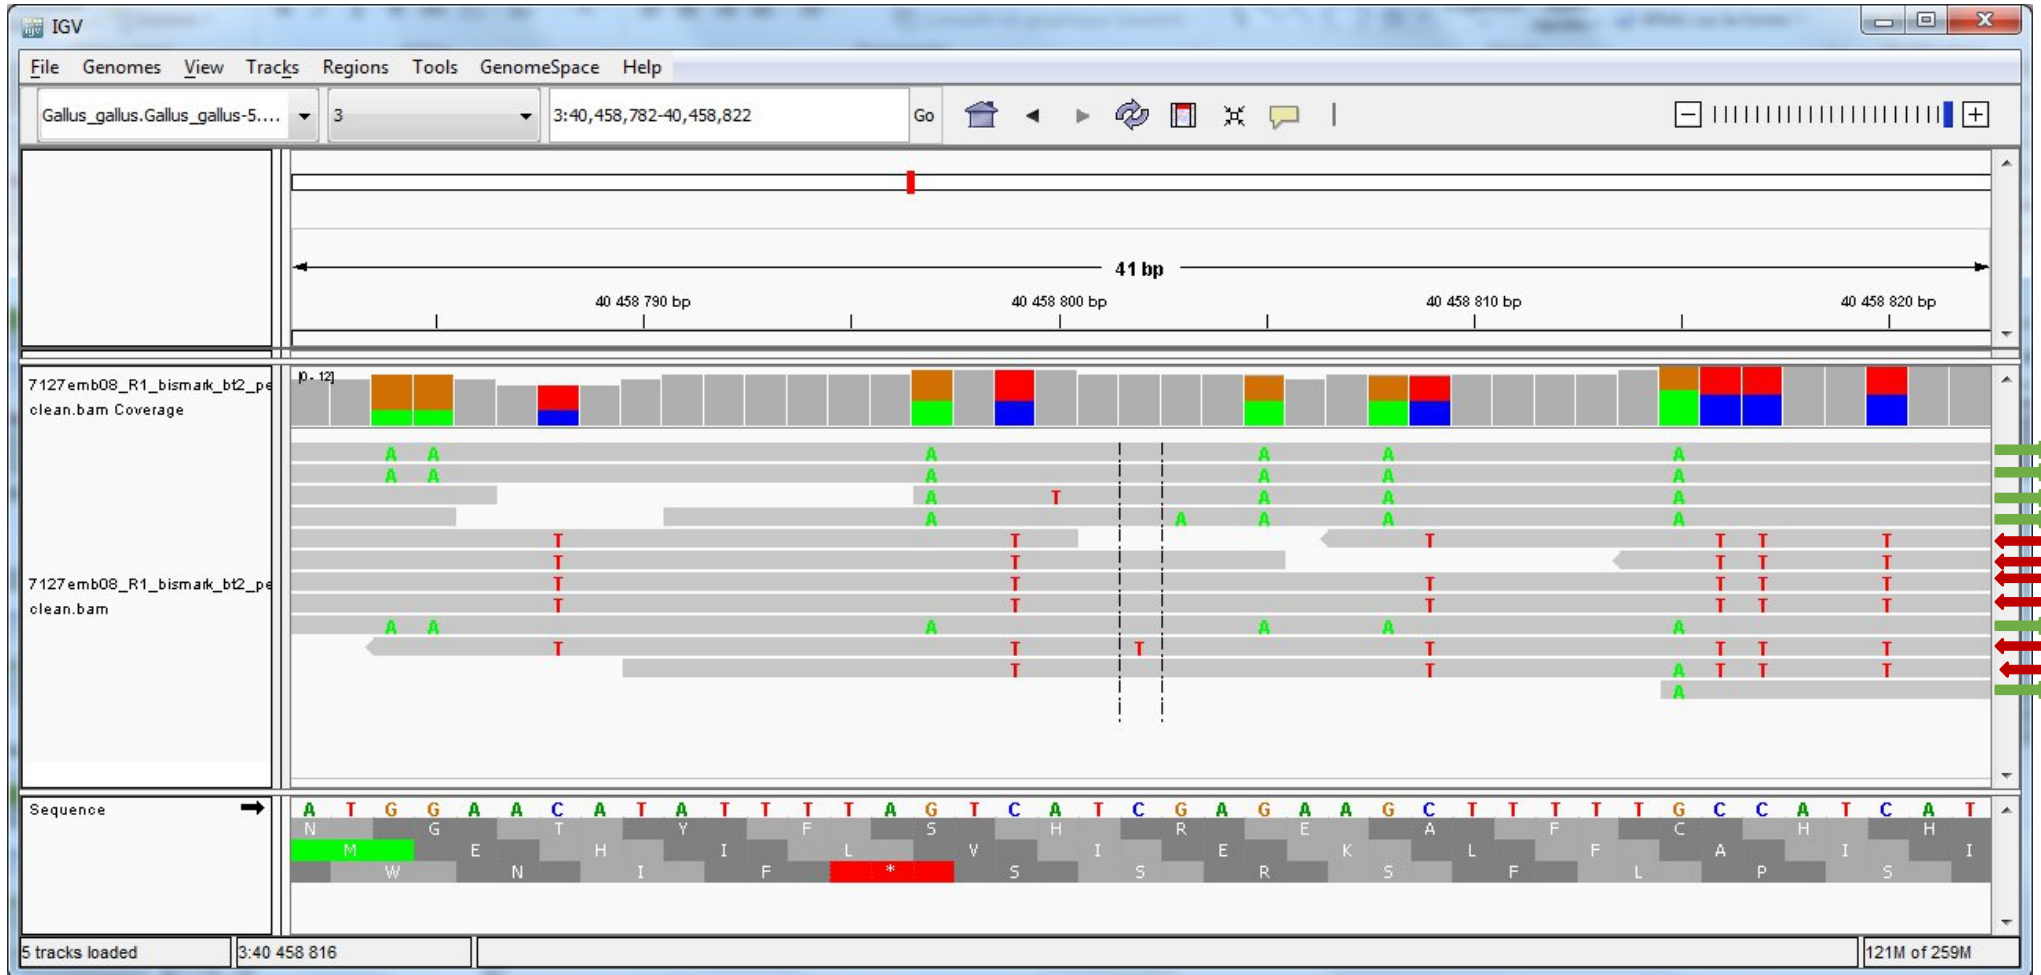 IGV
File Genomes View Tracks Regions Tools GenomeSpace Help
Gallus_gallus.Gallus_gallus-5.... 3 3:40,458,782-40,458,822 Go
41 bp
40 458 790 bp 40 458 800 bp 40 458 810 bp 40 458 820 bp
7127emb08_R1_bismark_bt2_pe
clean.bam Coverage
[0 - 12]
A A A A A A
A A A A A A
A T A A A
A A A A A
T T T T T T
T T T T T
T T T T T T
T T T T T T
7127emb08_R1_bismark_bt2_pe
clean.bam
A A A A A A
T T T T T T T
T T A T T T
A
Sequence
A T G G A A C A T A T T T T A G T C A T C G A G A A G C T T T T T G C C A T C A T
N G T Y F S H R E A F C H H
M E H I L V I E K L F A I I
W N I F * S S R S F L P S
5 tracks loaded 3:40 458 816 121M of 259M